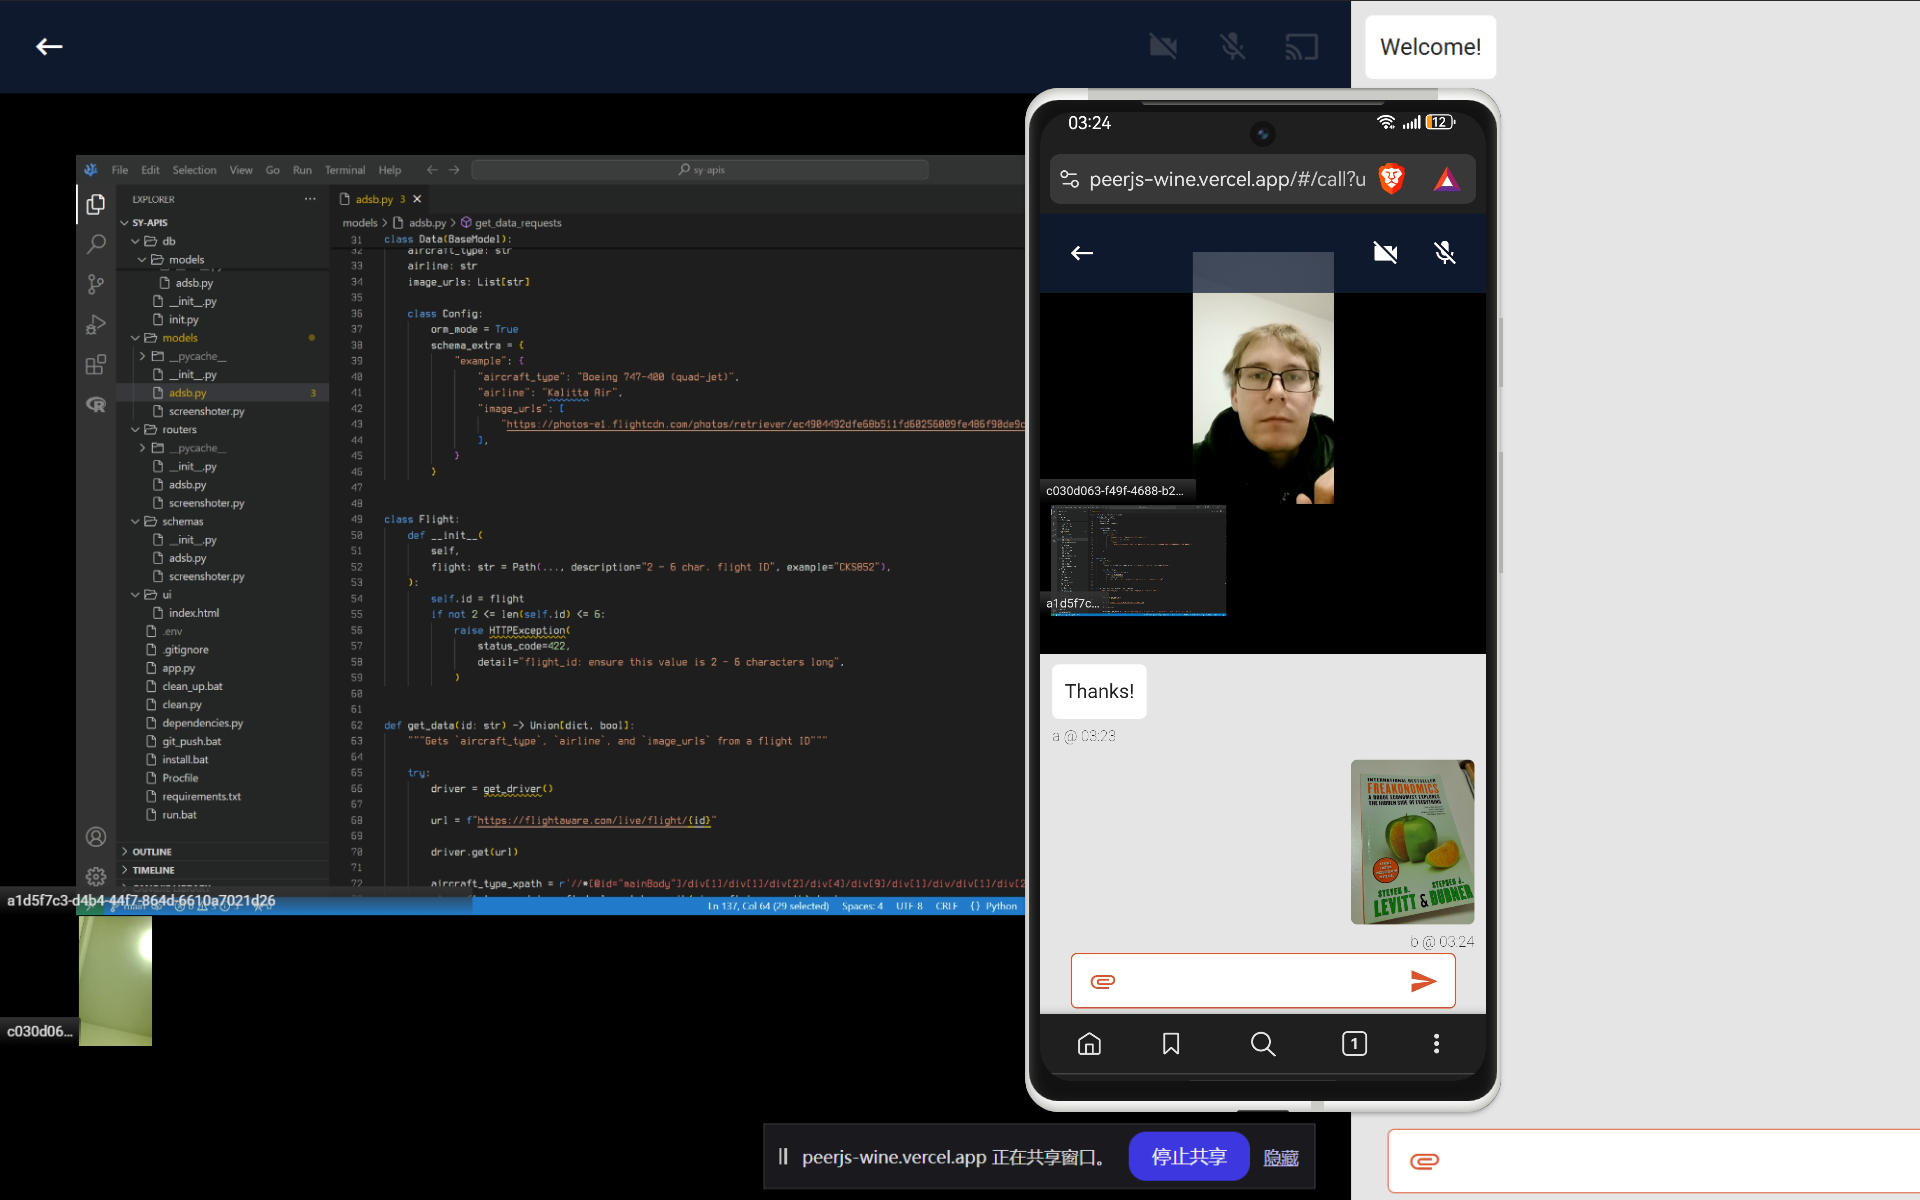 Welcome!
File Edit Selection View Go Run Terminal Help
sy-apis
EXPLORER
SY-APIS
db
models
adsb.py
__init__.py
init.py
models
__pycache__
__init__.py
adsb.py 3
screenshoter.py
routers
__pycache__
__init__.py
adsb.py
screenshoter.py
schemas
__init__.py
adsb.py
screenshoter.py
ui
index.html
.env
.gitignore
app.py
clean_up.bat
clean.py
dependencies.py
git_push.bat
install.bat
Procfile
requirements.txt
run.bat
OUTLINE
TIMELINE
adsb.py 3
models > adsb.py > get_data_requests
31 class Data(BaseModel):
32 aircraft_type: str
33 airline: str
34 image_urls: List[str]
35
36 class Config:
37 orm_mode = True
38 schema_extra = {
39 "example": {
40 "aircraft_type": "Boeing 747-400 (quad-jet)",
41 "airline": "Kalitta Air",
42 "image_urls": [
43 "https://photos-e1.flightcdn.com/photos/retriever/ec4904492dfe68b511fd60256009fe486f90de9c
44 ],
45 }
46 }
47
48
49 class Flight:
50 def __init__(
51 self,
52 flight: str = Path(..., description="2 - 6 char. flight ID", example="CKS852"),
53 ):
54 self.id = flight
55 if not 2 <= len(self.id) <= 6:
56 raise HTTPException(
57 status_code=422,
58 detail="flight_id: ensure this value is 2 - 6 characters long",
59 )
60
61
62 def get_data(id: str) -> Union[dict, bool]:
63 """Gets `aircraft_type`, `airline`, and `image_urls` from a flight ID"""
64
65 try:
66 driver = get_driver()
67
68 url = f"https://flightaware.com/live/flight/{id}"
69
70 driver.get(url)
71
72 aircraft_type_xpath = r'//*[@id="mainBody"]/div[1]/div[1]/div[2]/div[4]/div[9]/div[1]/div/div[1]/div[2
Ln 137, Col 64 (29 selected) Spaces: 4 UTF-8 CRLF {} Python
a1d5f7c3-d4b4-44f7-864d-6610a7021d26
c030d06...
03:24
12
peerjs-wine.vercel.app/#/call?u
c030d063-f49f-4688-b2...
a1d5f7c...
Thanks!
a @ 03:23
INTERNATIONAL BESTSELLER
FREAKONOMICS
A ROGUE ECONOMIST EXPLORES
THE HIDDEN SIDE OF EVERYTHING
STEVEN D.
STEPHEN J.
LEVITT & DUBNER
b @ 03:24
1
peerjs-wine.vercel.app 正在共享窗口。
停止共享
隐藏